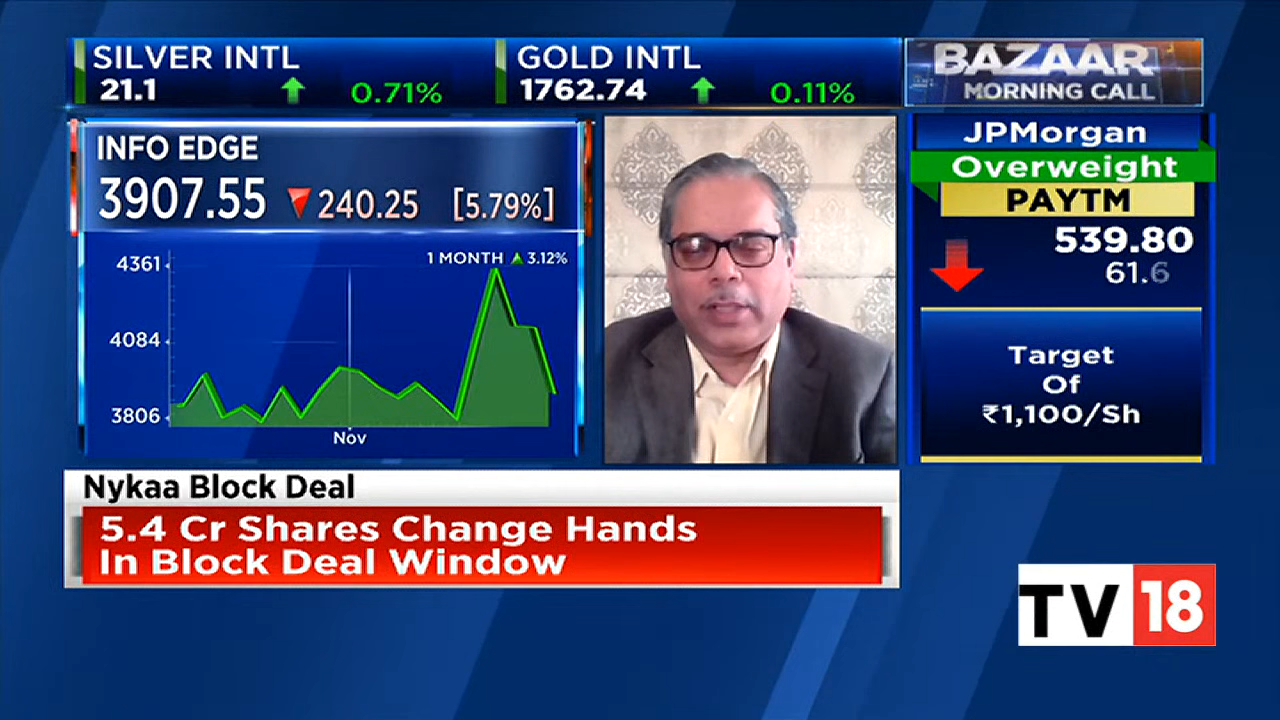 SILVER INTL
21.1 0.71%
GOLD INTL
1762.74 0.11%
BAZAAR
MORNING CALL
INFO EDGE
3907.55 240.25 [5.79%]
1 MONTH 3.12%
4361
4084
3806
Nov
JPMorgan
Overweight
PAYTM
539.80
61.6
Target
Of
₹1,100/Sh
Nykaa Block Deal
5.4 Cr Shares Change Hands
In Block Deal Window
TV 18